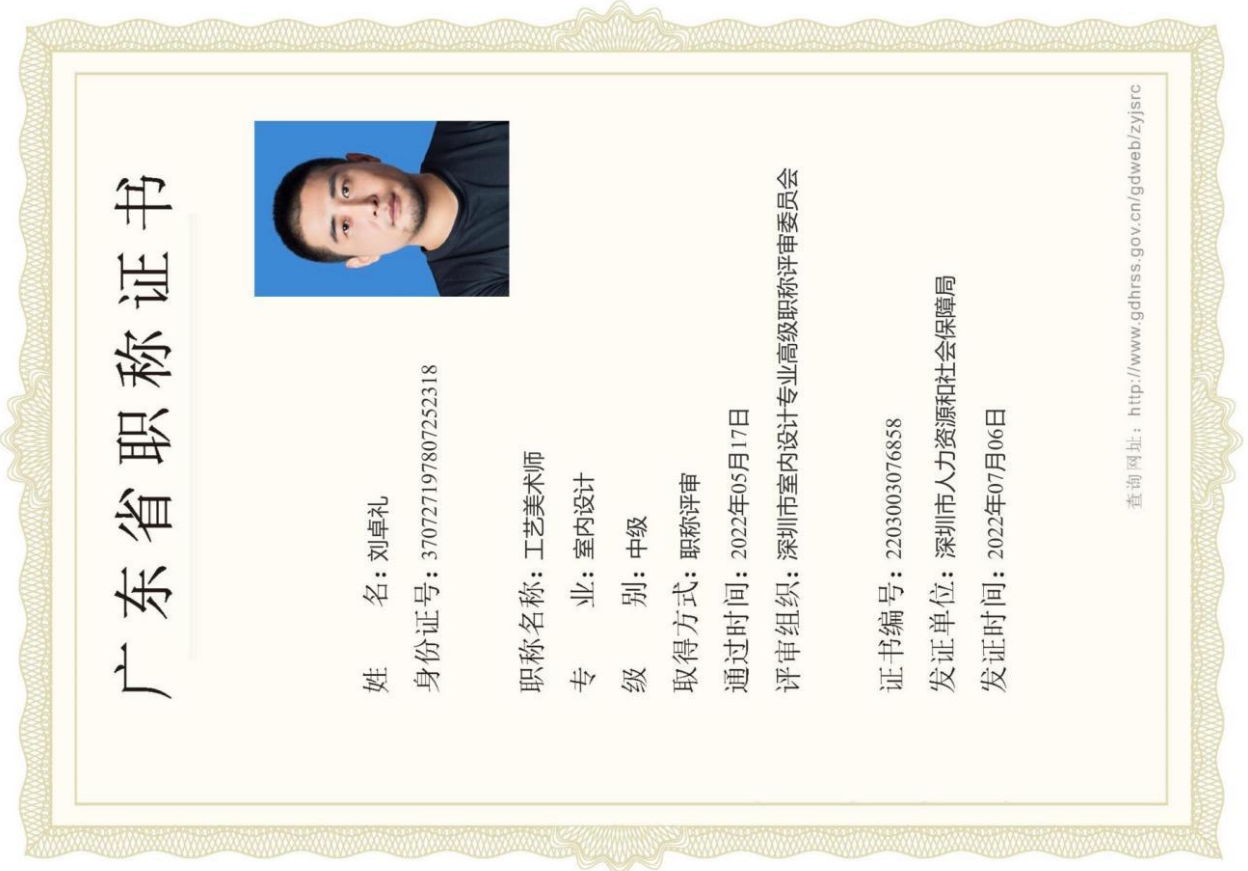 广东省职称证书
姓 名：刘卓礼
身份证号：370727197807252318
职称名称：工艺美术师
专 业：室内设计
级 别：中级
取得方式：职称评审
通过时间：2022年05月17日
评审组织：深圳市室内设计专业高级职称评审委员会
证书编号：2203003076858
发证单位：深圳市人力资源和社会保障局
发证时间：2022年07月06日
查询网址：http://www.gdhrss.gov.cn/gdweb/zyjsrc